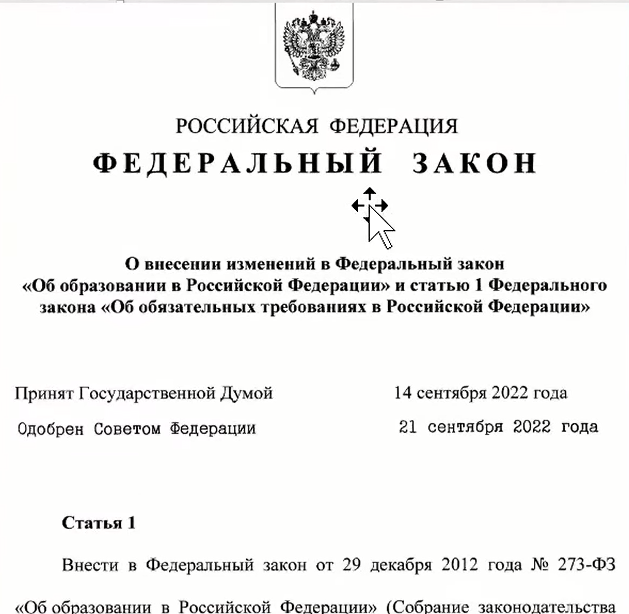 РОССИЙСКАЯ ФЕДЕРАЦИЯ
ФЕДЕРАЛЬНЫЙ ЗАКОН
О внесении изменений в Федеральный закон
«Об образовании в Российской Федерации» и статью 1 Федерального
закона «Об обязательных требованиях в Российской Федерации»
Принят Государственной Думой 14 сентября 2022 года
Одобрен Советом Федерации 21 сентября 2022 года
Статья 1
Внести в Федеральный закон от 29 декабря 2012 года № 273-ФЗ
«Об образовании в Российской Федерации» (Собрание законодательства